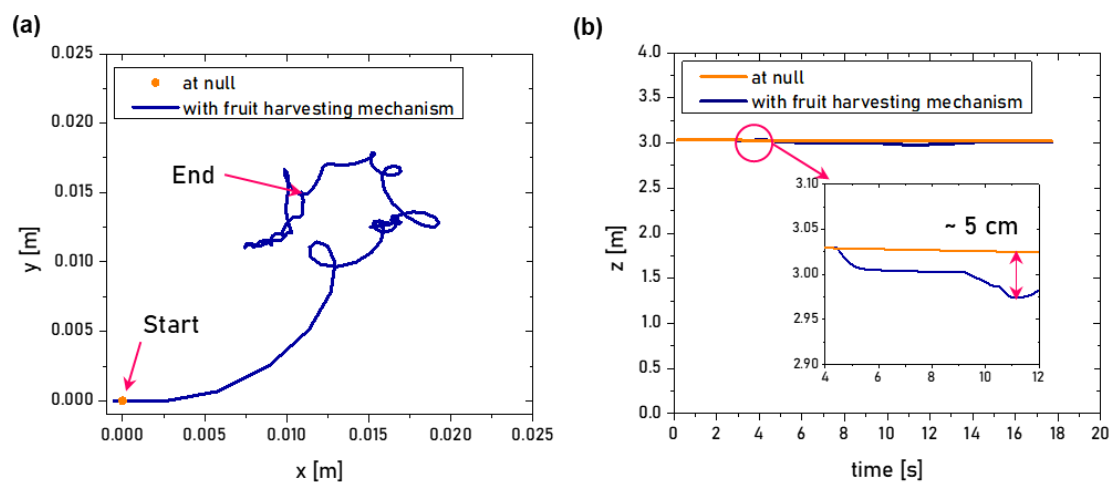 (a)
0.025
0.020
0.015
0.010
0.005
0.000
y [m]
at null
with fruit harvesting mechanism
End
Start
0.000 0.005 0.010 0.015 0.020 0.025
x [m]
(b)
4.0
3.5
3.0
2.5
2.0
1.5
1.0
0.5
0.0
z [m]
at null
with fruit harvesting mechanism
3.10
3.05
3.00
2.95
2.90
~ 5 cm
4 6 8 10 12
0 2 4 6 8 10 12 14 16 18 20
time [s]